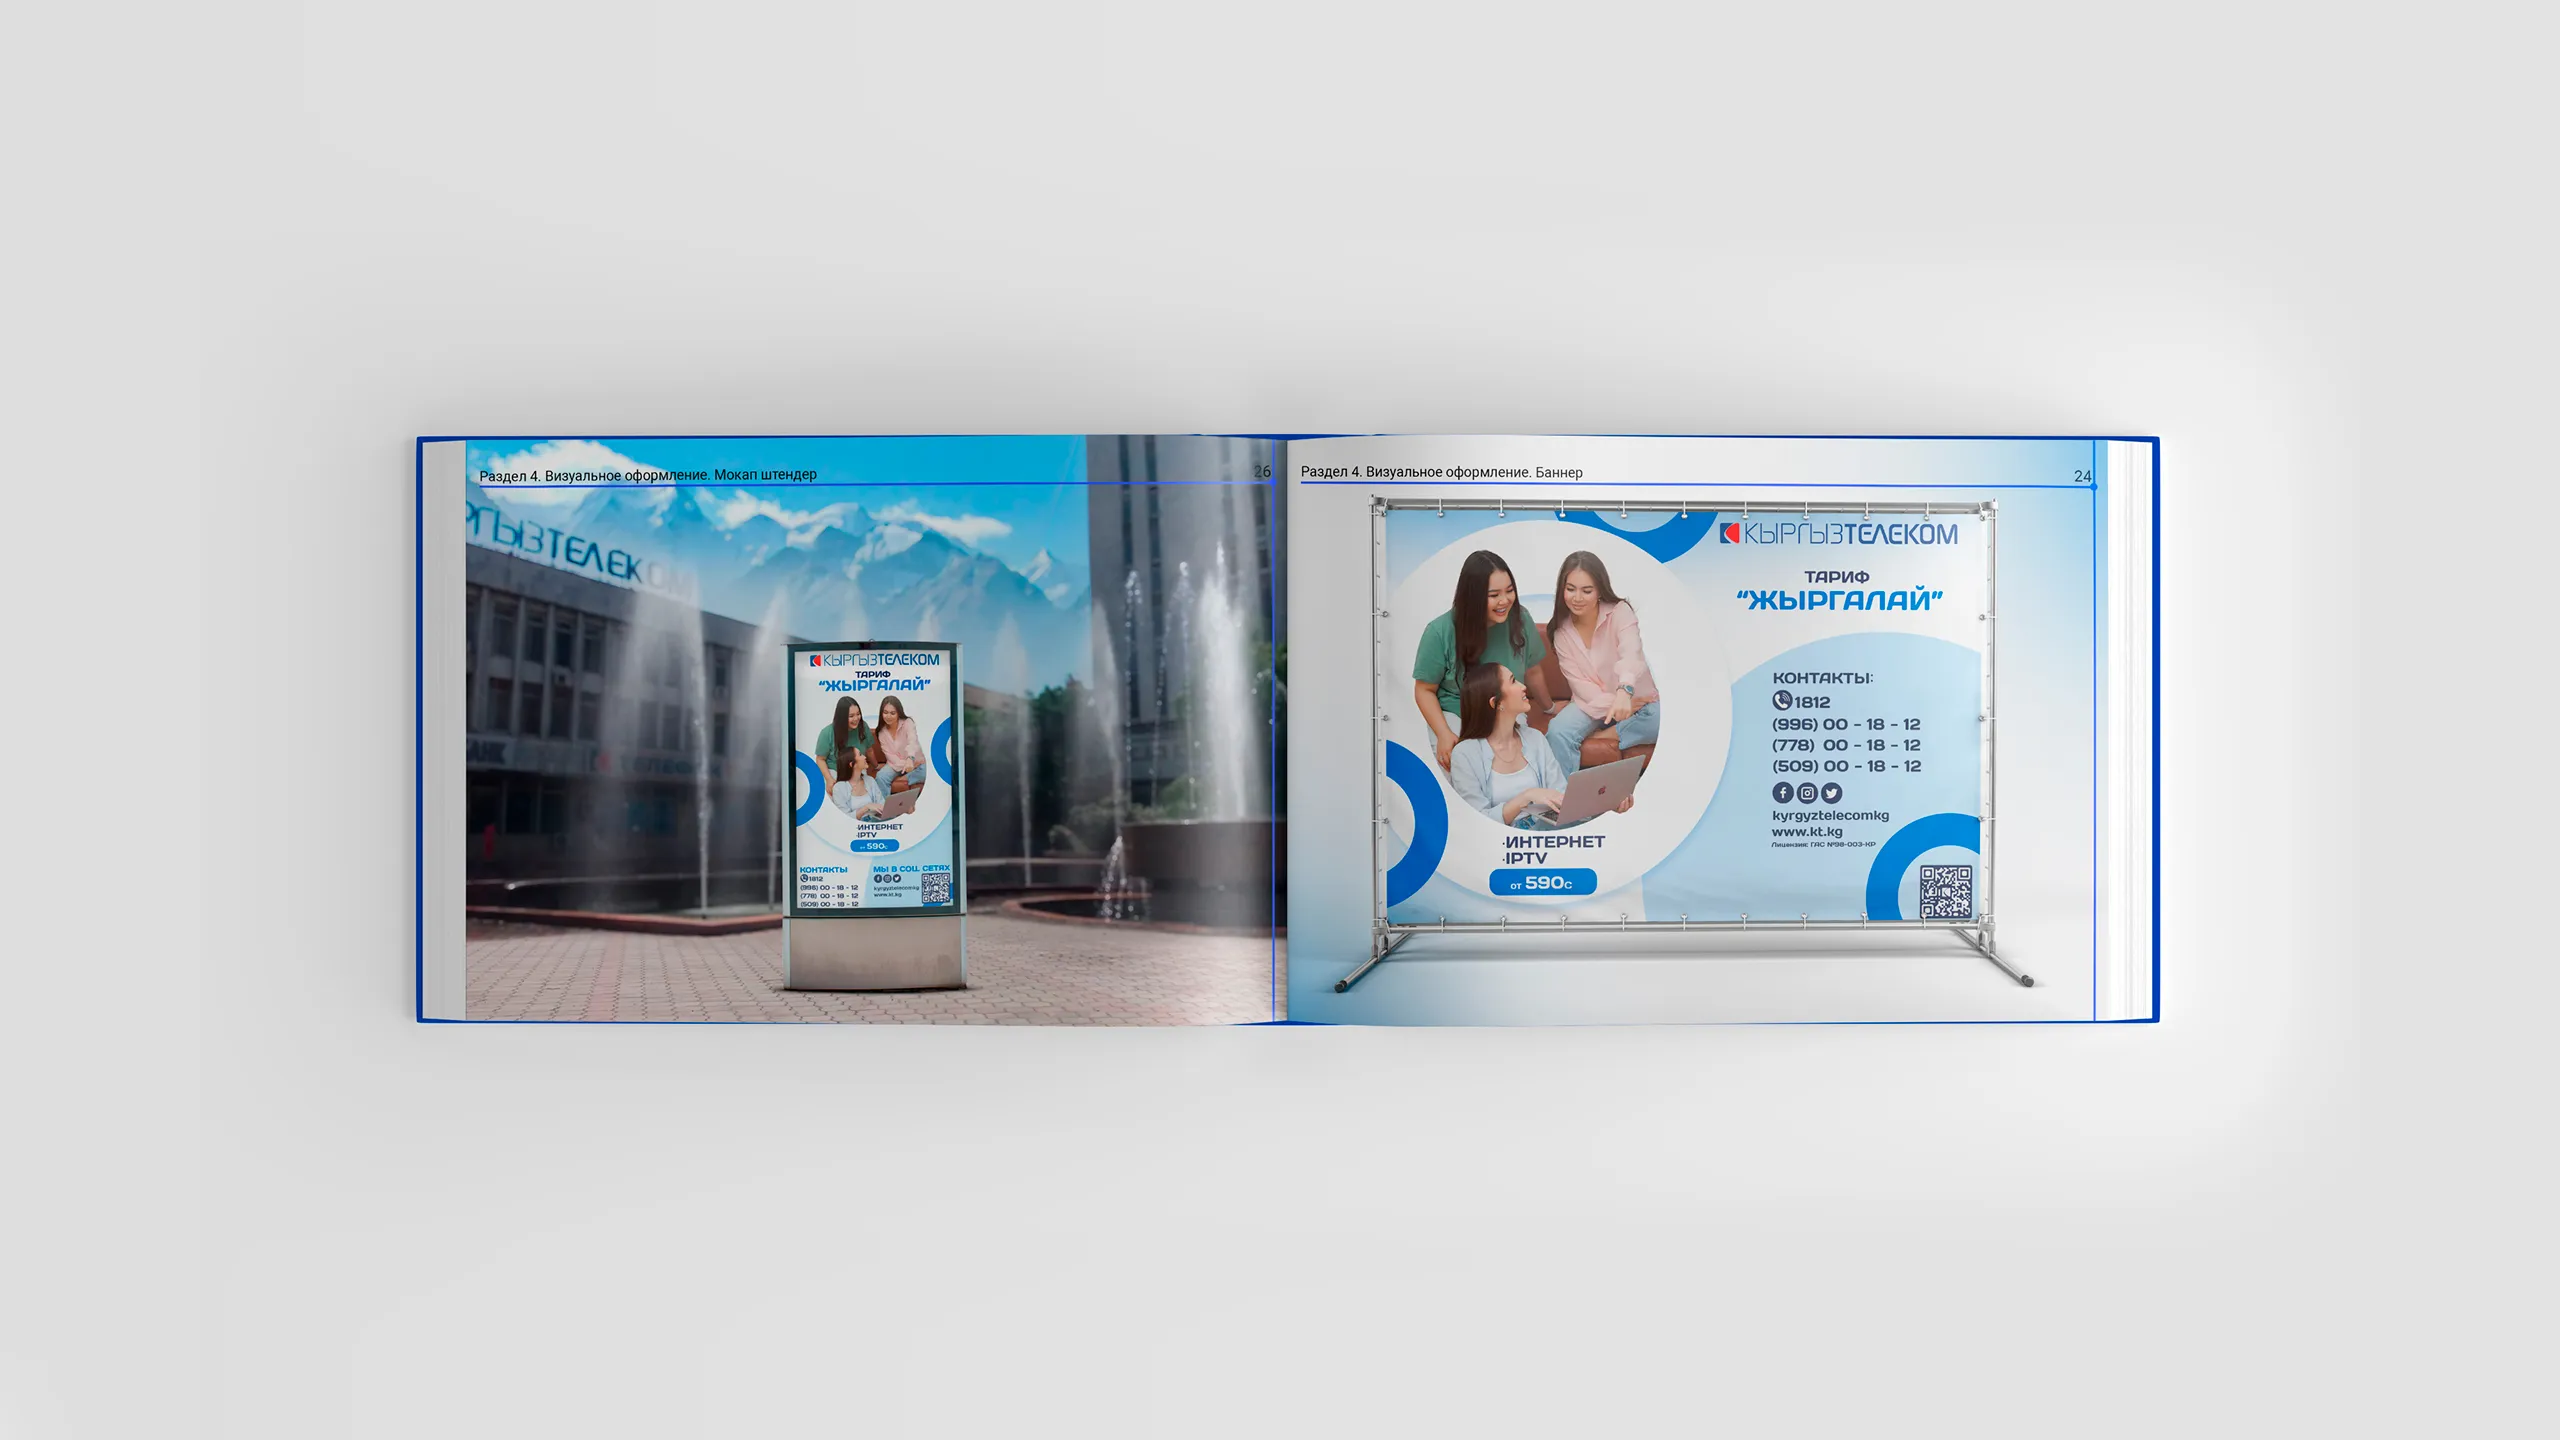 Раздел 4. Визуальное оформление. Мокап штендер
26
РГЫЗТЕЛЕКОМ
КЫРГЫЗТЕЛЕКОМ
ТАРИФ
“ЖЫРГАЛАЙ”
·ИНТЕРНЕТ
·IPTV
от 590с
КОНТАКТЫ
1812
(996) 00 - 18 - 12
(778) 00 - 18 - 12
(509) 00 - 18 - 12
МЫ В СОЦ. СЕТЯХ
kyrgyztelecomkg
www.kt.kg
Раздел 4. Визуальное оформление. Баннер
24
КЫРГЫЗТЕЛЕКОМ
ТАРИФ
“ЖЫРГАЛАЙ”
·ИНТЕРНЕТ
·IPTV
от 590с
КОНТАКТЫ:
1812
(996) 00 - 18 - 12
(778) 00 - 18 - 12
(509) 00 - 18 - 12
kyrgyztelecomkg
www.kt.kg
Лицензия: ГАС №98-003-КР